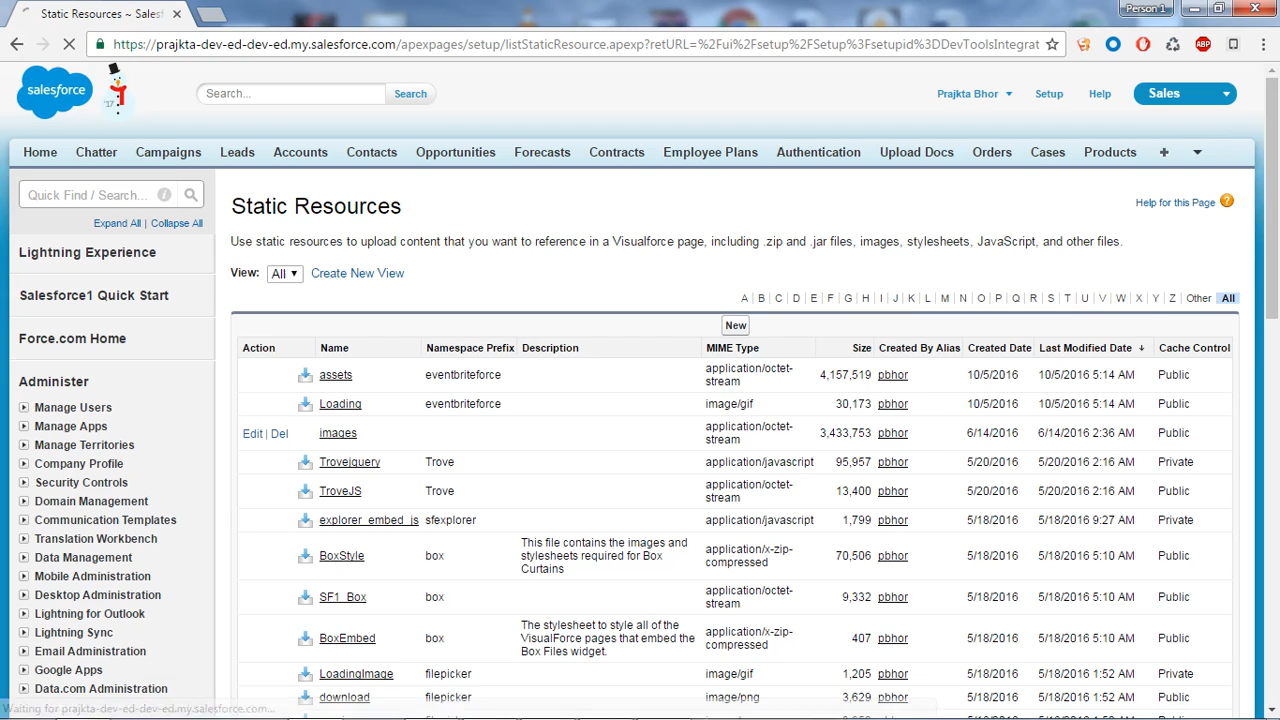 Static Resources ~ Salesf
Person 1
https://prajkta-dev-ed-dev-ed.my.salesforce.com/apexpages/setup/listStaticResource.apexp?retURL=%2Fui%2Fsetup%2FSetup%3Fsetupid%3DDevToolsIntegrat
ABP
salesforce
'17
Search...
Search
Prajkta Bhor
Setup
Help
Sales
Home Chatter Campaigns Leads Accounts Contacts Opportunities Forecasts Contracts Employee Plans Authentication Upload Docs Orders Cases Products +
Quick Find / Search...
Expand All | Collapse All
Lightning Experience
Salesforce1 Quick Start
Force.com Home
Administer
Manage Users
Manage Apps
Manage Territories
Company Profile
Security Controls
Domain Management
Communication Templates
Translation Workbench
Data Management
Mobile Administration
Desktop Administration
Lightning for Outlook
Lightning Sync
Email Administration
Google Apps
Data.com Administration
Static Resources
Help for this Page ?
Use static resources to upload content that you want to reference in a Visualforce page, including .zip and .jar files, images, stylesheets, JavaScript, and other files.
View: All Create New View
A B C D E F G H I J K L M N O P Q R S T U V W X Y Z Other All
New
Action Name Namespace Prefix Description MIME Type Size Created By Alias Created Date Last Modified Date ↓ Cache Control
assets eventbriteforce application/octet-stream 4,157,519 pbhor 10/5/2016 10/5/2016 5:14 AM Public
Loading eventbriteforce image/gif 30,173 pbhor 10/5/2016 10/5/2016 5:14 AM Public
Edit | Del images application/octet-stream 3,433,753 pbhor 6/14/2016 6/14/2016 2:36 AM Public
Trovejquery Trove application/javascript 95,957 pbhor 5/20/2016 5/20/2016 2:16 AM Private
TroveJS Trove application/octet-stream 13,400 pbhor 5/20/2016 5/20/2016 2:16 AM Public
explorer_embed_js sfexplorer application/javascript 1,799 pbhor 5/18/2016 5/18/2016 9:27 AM Private
BoxStyle box This file contains the images and stylesheets required for Box Curtains application/x-zip-compressed 70,506 pbhor 5/18/2016 5/18/2016 5:10 AM Public
SF1_Box box application/octet-stream 9,332 pbhor 5/18/2016 5/18/2016 5:10 AM Public
BoxEmbed box The stylesheet to style all of the VisualForce pages that embed the Box Files widget. application/x-zip-compressed 407 pbhor 5/18/2016 5/18/2016 5:10 AM Public
LoadingImage filepicker image/gif 1,205 pbhor 5/18/2016 5/18/2016 1:52 AM Private
download filepicker image/png 3,629 pbhor 5/18/2016 5/18/2016 1:52 AM Public
Waiting for prajkta-dev-ed-dev-ed.my.salesforce.com...